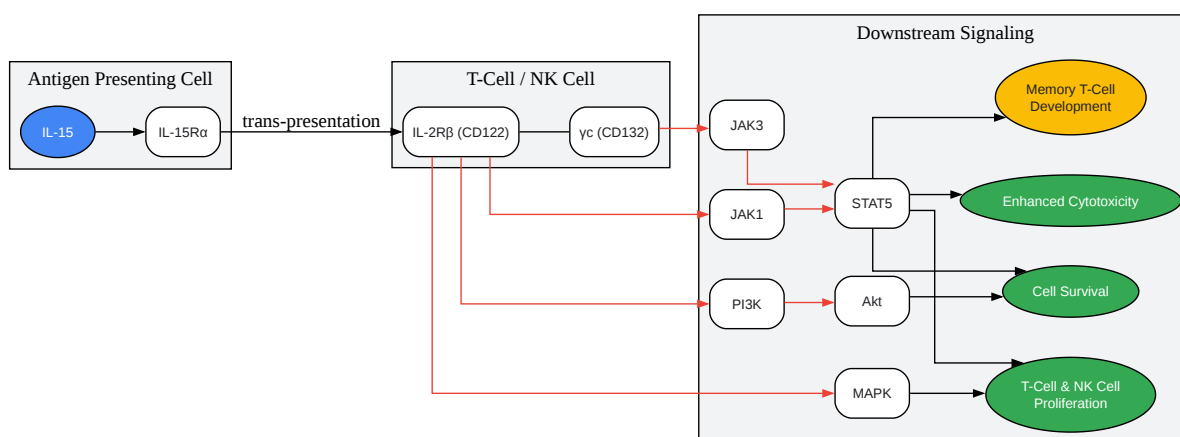 Downstream Signaling
Antigen Presenting Cell
T-Cell / NK Cell
IL-15
IL-15Rα
trans-presentation
IL-2Rβ (CD122)
γc (CD132)
JAK3
JAK1
PI3K
STAT5
Akt
MAPK
Memory T-Cell
Development
Enhanced Cytotoxicity
Cell Survival
T-Cell & NK Cell
Proliferation